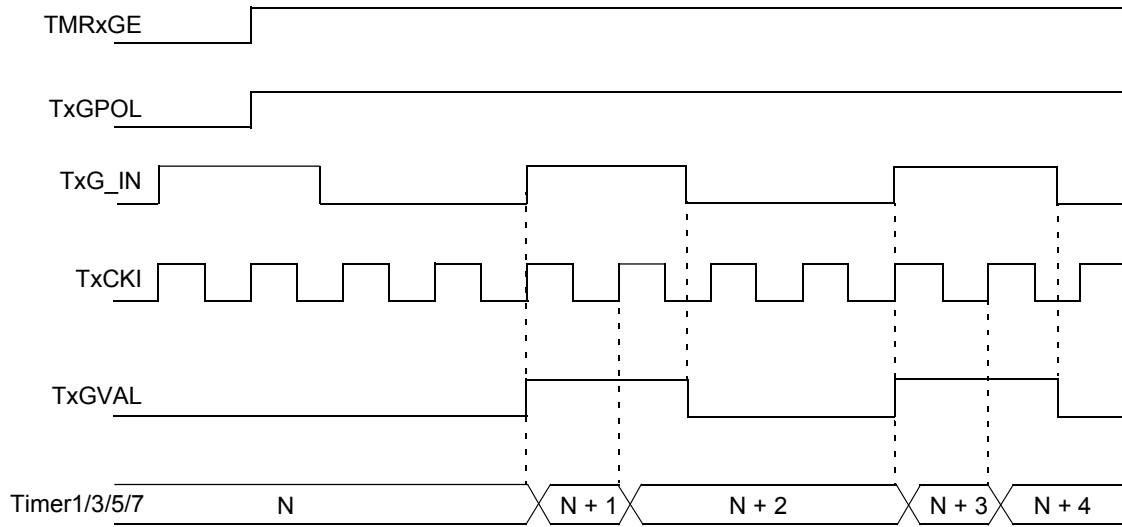 TMRxGE
TxGPOL
TxG_IN
TxCKI
TxGVAL
Timer1/3/5/7 N N + 1 N + 2 N + 3 N + 4